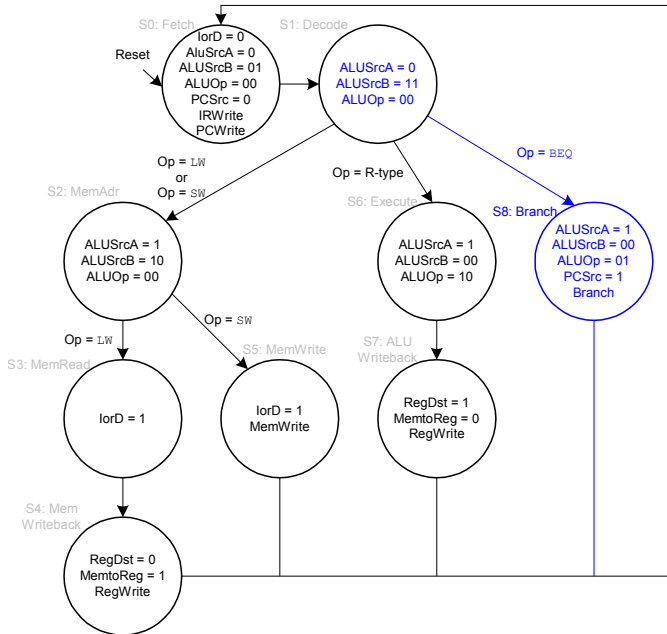 S0: Fetch
IorD = 0
AluSrcA = 0
ALUSrcB = 01
ALUOp = 00
PCSrc = 0
IRWrite
PCWrite
Reset
S1: Decode
ALUSrcA = 0
ALUSrcB = 11
ALUOp = 00
Op = LW
or
Op = SW
Op = R-type
Op = BEQ
S2: MemAdr
ALUSrcA = 1
ALUSrcB = 10
ALUOp = 00
S6: Execute
ALUSrcA = 1
ALUSrcB = 00
ALUOp = 10
S8: Branch
ALUSrcA = 1
ALUSrcB = 00
ALUOp = 01
PCSrc = 1
Branch
Op = LW
Op = SW
S3: MemRead
IorD = 1
S5: MemWrite
IorD = 1
MemWrite
S7: ALU
Writeback
RegDst = 1
MemtoReg = 0
RegWrite
S4: Mem
Writeback
RegDst = 0
MemtoReg = 1
RegWrite